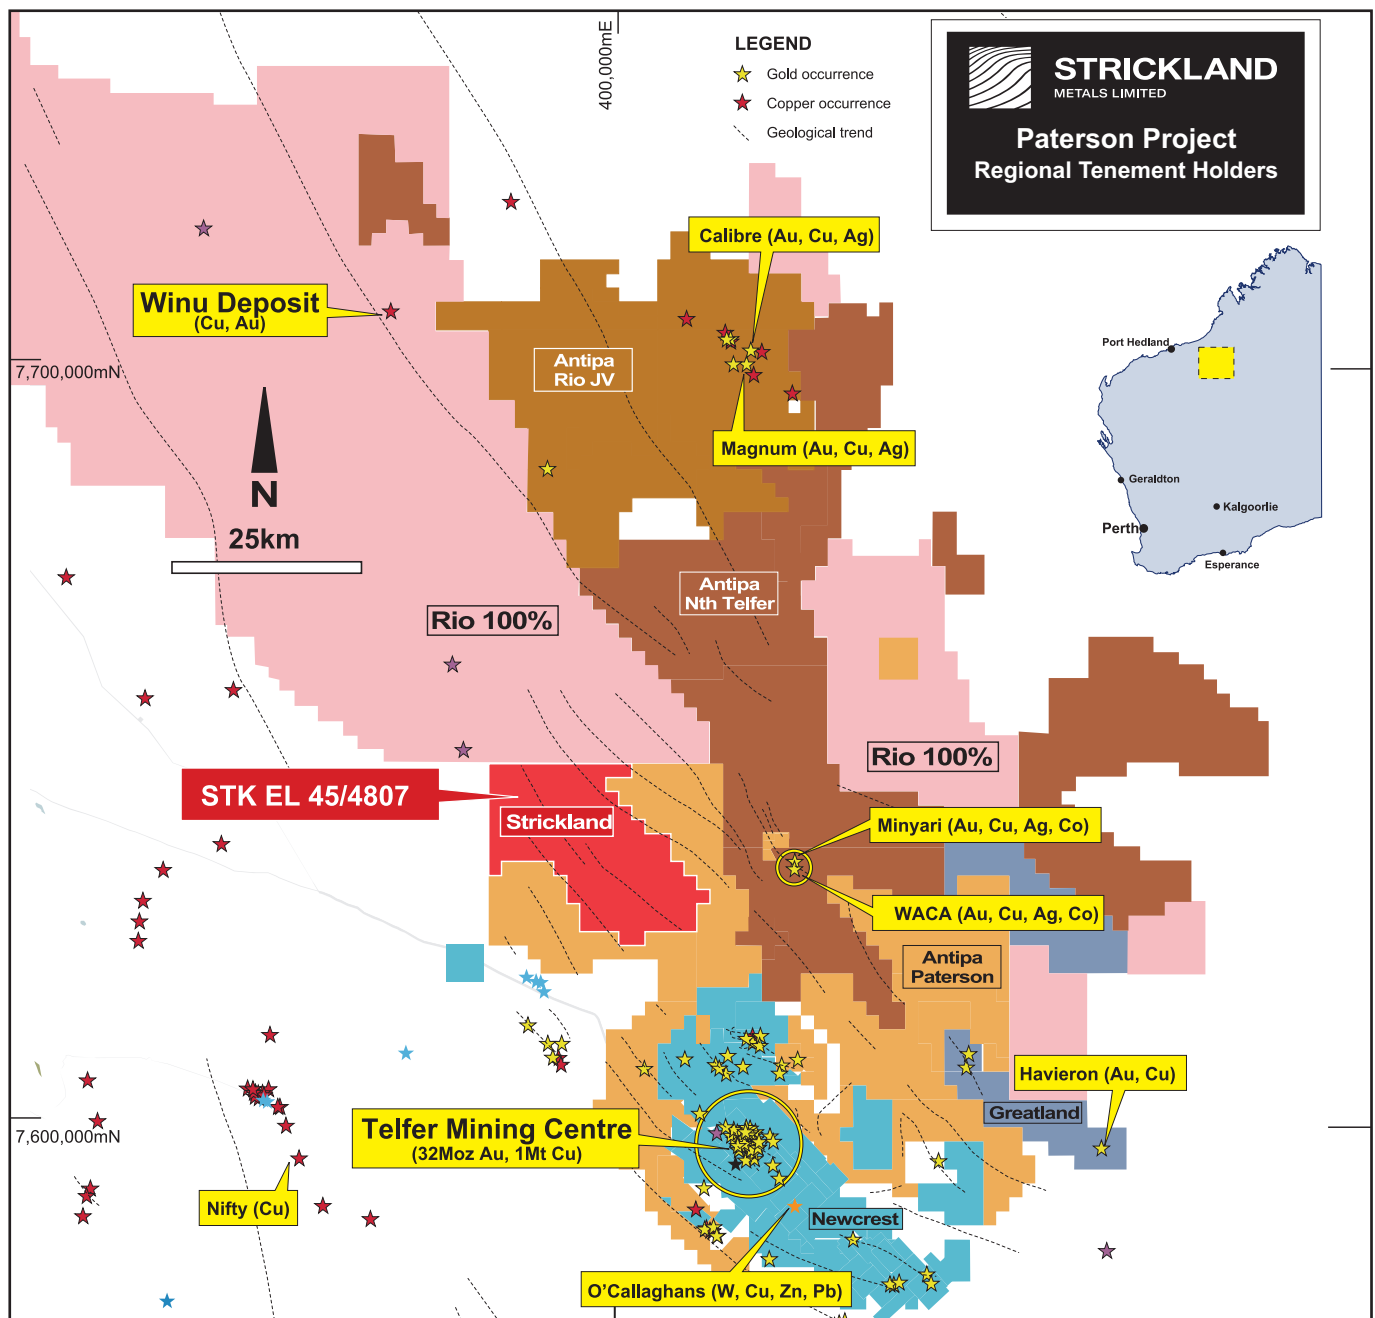 400,000mE
LEGEND
Gold occurrence
Copper occurrence
Geological trend
STRICKLAND
METALS LIMITED
Paterson Project
Regional Tenement Holders
Calibre (Au, Cu, Ag)
Winu Deposit
(Cu, Au)
Antipa
Rio JV
Port Hedland
7,700,000mN
Magnum (Au, Cu, Ag)
N
25km
Geraldton
Kalgoorlie
Perth
Esperance
Antipa
Nth Telfer
Rio 100%
Rio 100%
STK EL 45/4807
Strickland
Minyari (Au, Cu, Ag, Co)
WACA (Au, Cu, Ag, Co)
Antipa
Paterson
Havieron (Au, Cu)
Greatland
7,600,000mN
Telfer Mining Centre
(32Moz Au, 1Mt Cu)
Nifty (Cu)
Newcrest
O'Callaghans (W, Cu, Zn, Pb)